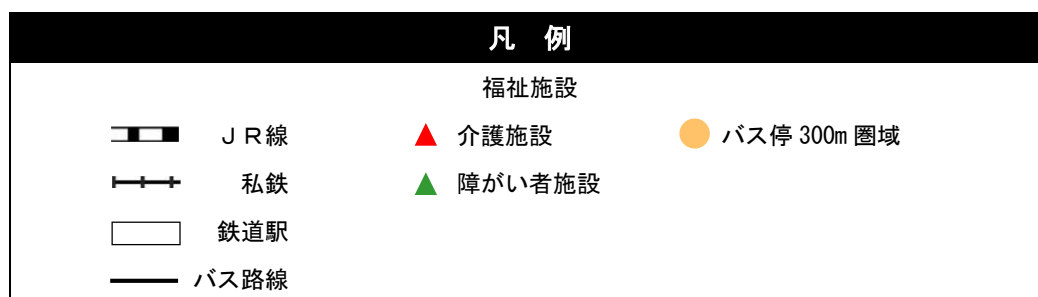 凡 例
福祉施設
ＪＲ線
介護施設
バス停 300m 圏域
私鉄
障がい者施設
鉄道駅
バス路線